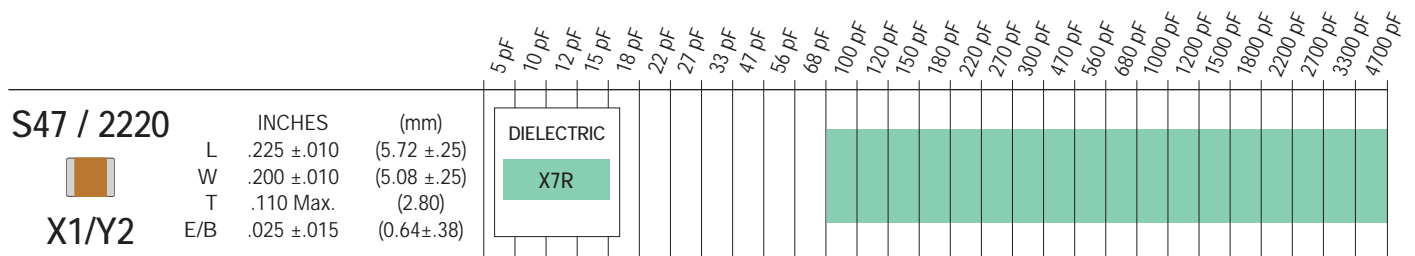 5 pF 10 pF 12 pF 15 pF 18 pF 22 pF 27 pF 33 pF 47 pF 56 pF 68 pF 100 pF 120 pF 150 pF 180 pF 220 pF 270 pF 300 pF 470 pF 560 pF 680 pF 1000 pF 1200 pF 1500 pF 1800 pF 2200 pF 2700 pF 3300 pF 4700 pF
S47 / 2220
X1/Y2
INCHES (mm)
L .225 ±.010 (5.72 ±.25)
W .200 ±.010 (5.08 ±.25)
T .110 Max. (2.80)
E/B .025 ±.015 (0.64±.38)
DIELECTRIC
X7R